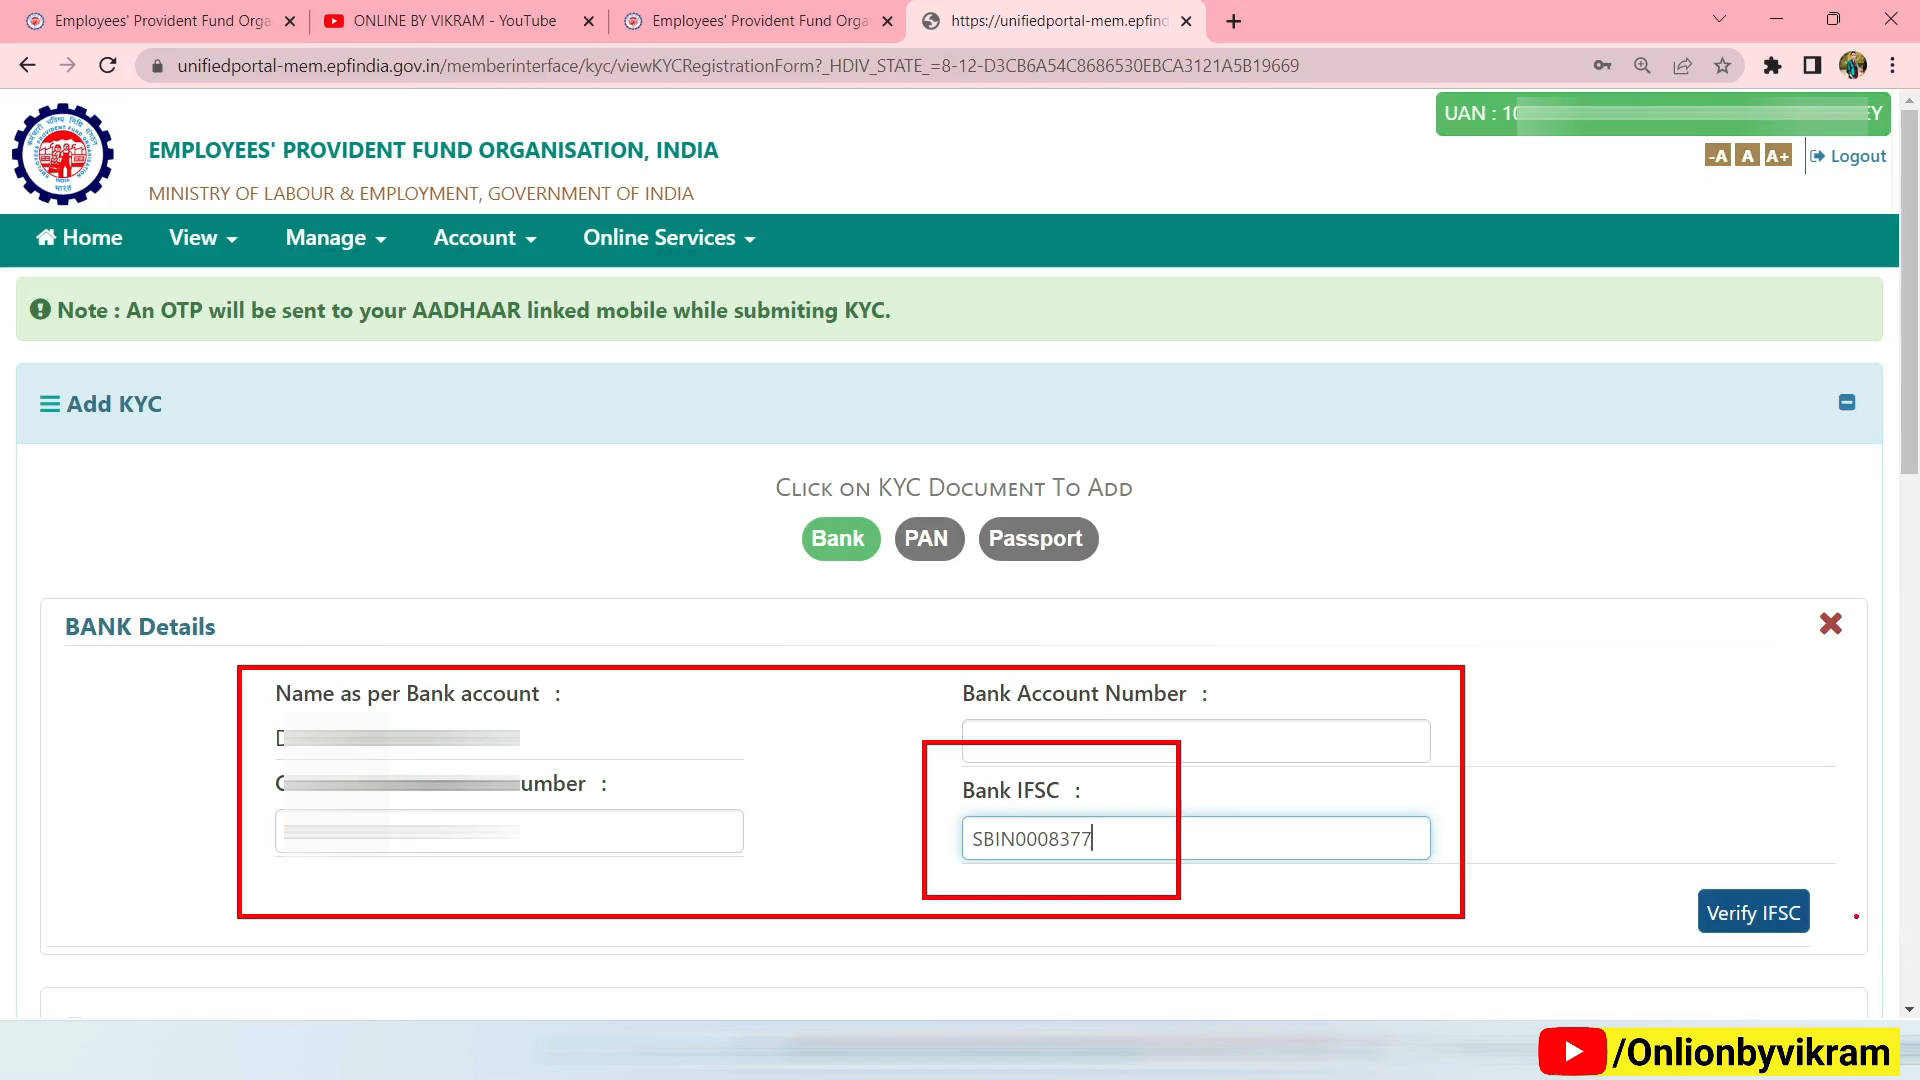 Employees' Provident Fund Orga
ONLINE BY VIKRAM - YouTube
Employees' Provident Fund Orga
https://unifiedportal-mem.epfind
unifiedportal-mem.epfindia.gov.in/memberinterface/kyc/viewKYCRegistrationForm?_HDIV_STATE_=8-12-D3CB6A54C8686530EBCA3121A5B19669
UAN : 10
EY
EMPLOYEES' PROVIDENT FUND ORGANISATION, INDIA
-A A A+ Logout
MINISTRY OF LABOUR & EMPLOYMENT, GOVERNMENT OF INDIA
Home View Manage Account Online Services
Note : An OTP will be sent to your AADHAAR linked mobile while submiting KYC.
Add KYC
CLICK ON KYC DOCUMENT TO ADD
Bank PAN Passport
BANK Details
Name as per Bank account :
Bank Account Number :
D
umber :
Bank IFSC :
SBIN0008377
Verify IFSC
/Onlionbyvikram